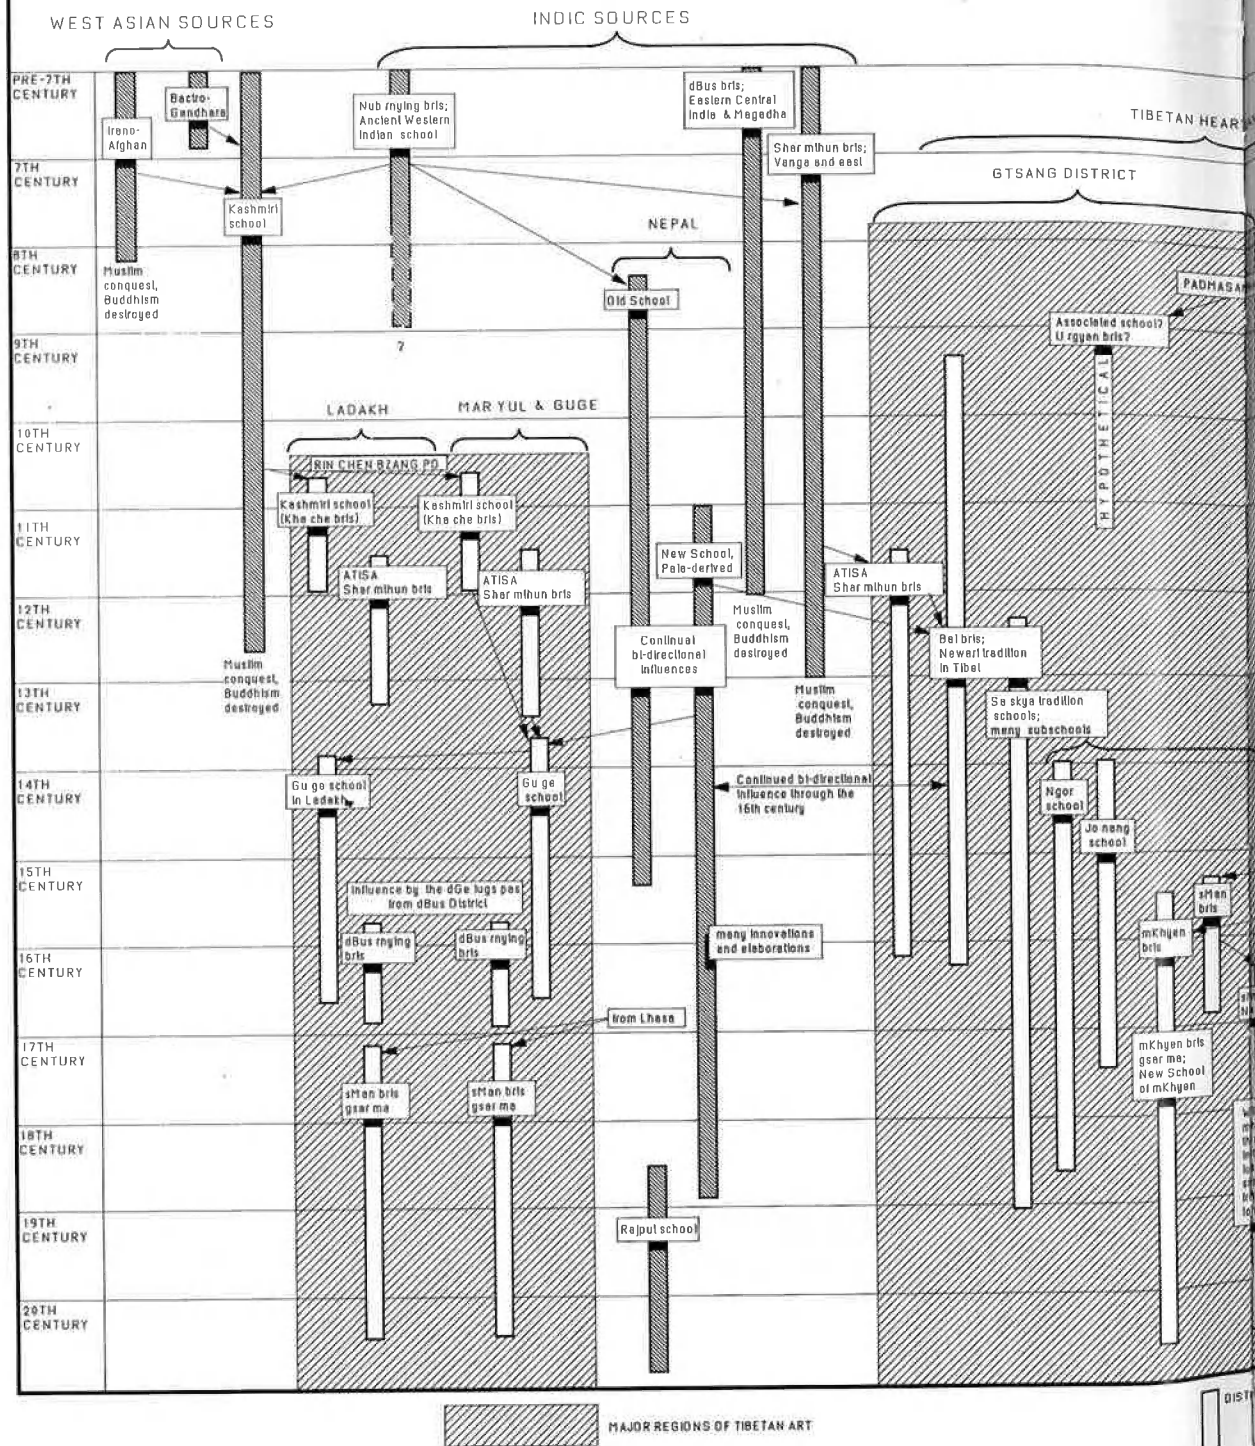 WEST ASIAN SOURCES
INDIC SOURCES
PRE-7TH
CENTURY
Bactro-
Gandhara
Irano-
Afghan
Nub rnying bris;
Ancient Western
Indian school
dBus bris;
Eastern Central
India & Magadha
Shar mthun bris;
Vanga and east
TIBETAN HEAR
7TH
CENTURY
GTSANG DISTRICT
Kashmiri
school
NEPAL
8TH
CENTURY
Muslim
conquest,
Buddhism
destroyed
Old School
PADMASA
Associated school?
U rgyan bris?
9TH
CENTURY
?
HYPOTHETICAL
LADAKH
MAR YUL & GUGE
10TH
CENTURY
RIN CHEN BZANG PO
Kashmiri school
(Kha che bris)
Kashmiri school
(Kha che bris)
11TH
CENTURY
New School,
Pala-derived
ATISA
Shar mthun bris
ATISA
Shar mthun bris
ATISA
Shar mthun bris
12TH
CENTURY
Muslim
conquest,
Buddhism
destroyed
Continual
bi-directional
influences
Bal bris;
Newari tradition
in Tibet
Muslim
conquest,
Buddhism
destroyed
13TH
CENTURY
Muslim
conquest,
Buddhism
destroyed
Sa skya tradition
schools;
many subschools
14TH
CENTURY
Gu ge school
in Ladakh
Gu ge
school
Continued bi-directional
influence through the
16th century
Ngor
school
Jo nang
school
15TH
CENTURY
Influence by the dGe lugs pas
from dBus District
sMan
bris
dBus rnying
bris
dBus rnying
bris
many innovations
and elaborations
mKhyen
bris
16TH
CENTURY
from Lhasa
17TH
CENTURY
mKhyen bris
gsar ma;
New School
of mKhyen
sMan bris
gsar ma
sMan bris
gsar ma
18TH
CENTURY
19TH
CENTURY
Rajput school
20TH
CENTURY
MAJOR REGIONS OF TIBETAN ART
DIST